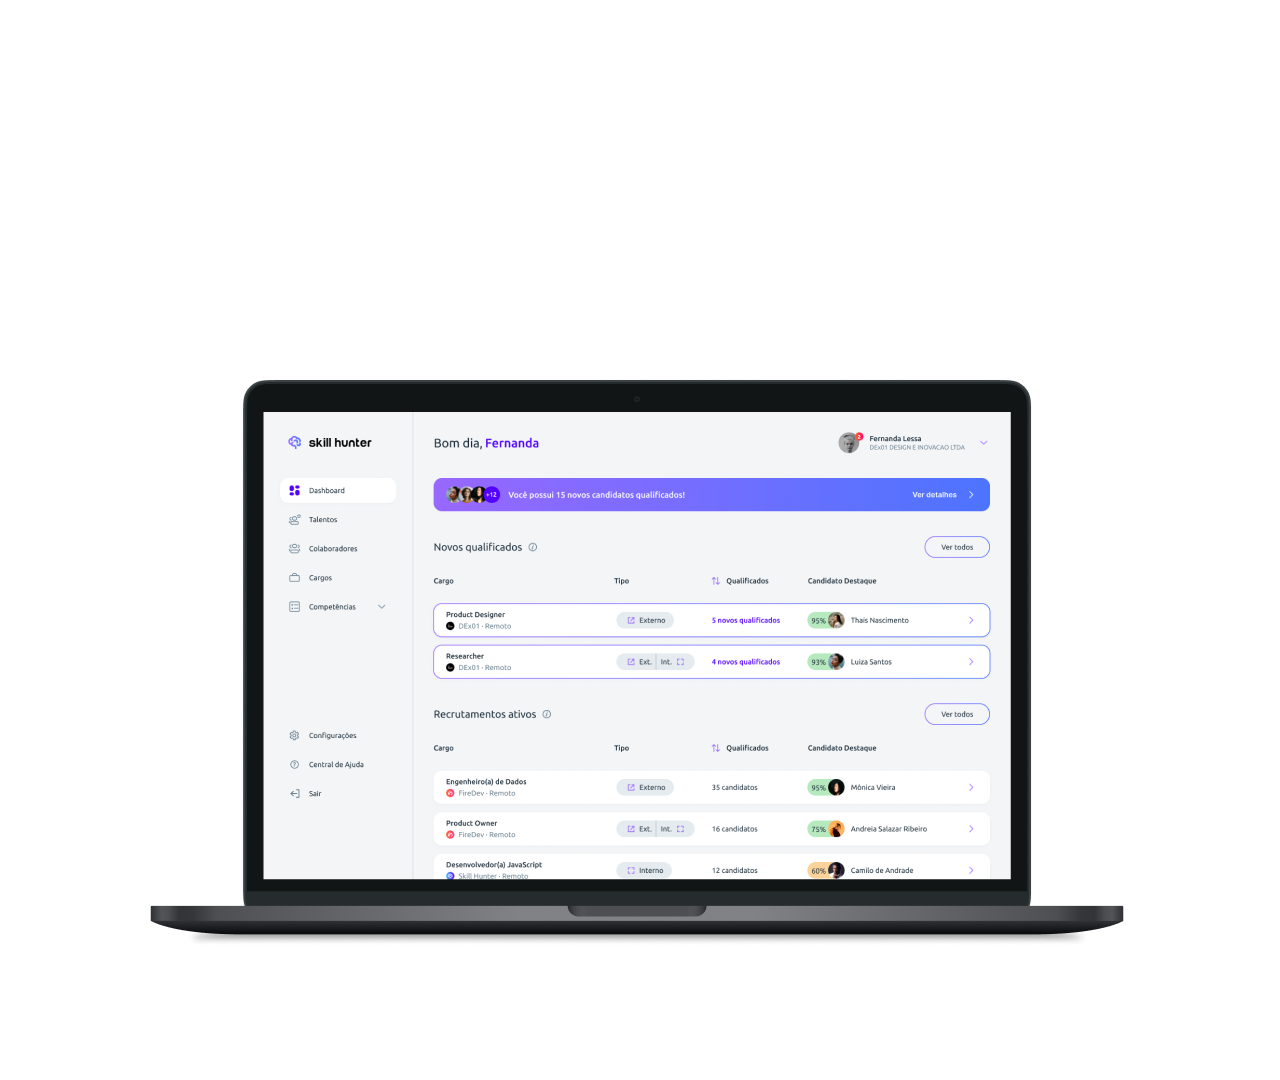 skill hunter
Bom dia, Fernanda
2
Fernanda Lessa
DEx01 DESIGN E INOVACAO LTDA
Dashboard
Talentos
Colaboradores
Cargos
Competências
Configurações
Central de Ajuda
Sair
+12 Você possui 15 novos candidatos qualificados! Ver detalhes
Novos qualificados Ver todos
Cargo Tipo Qualificados Candidato Destaque
Product Designer
DEx01 · Remoto
Externo 5 novos qualificados 95% Thais Nascimento
Researcher
DEx01 · Remoto
Ext. Int. 4 novos qualificados 93% Luiza Santos
Recrutamentos ativos Ver todos
Cargo Tipo Qualificados Candidato Destaque
Engenheiro(a) de Dados
FireDev · Remoto
Externo 35 candidatos 95% Mônica Vieira
Product Owner
FireDev · Remoto
Ext. Int. 16 candidatos 75% Andreia Salazar Ribeiro
Desenvolvedor(a) JavaScript
Skill Hunter · Remoto
Interno 12 candidatos 60% Camilo de Andrade